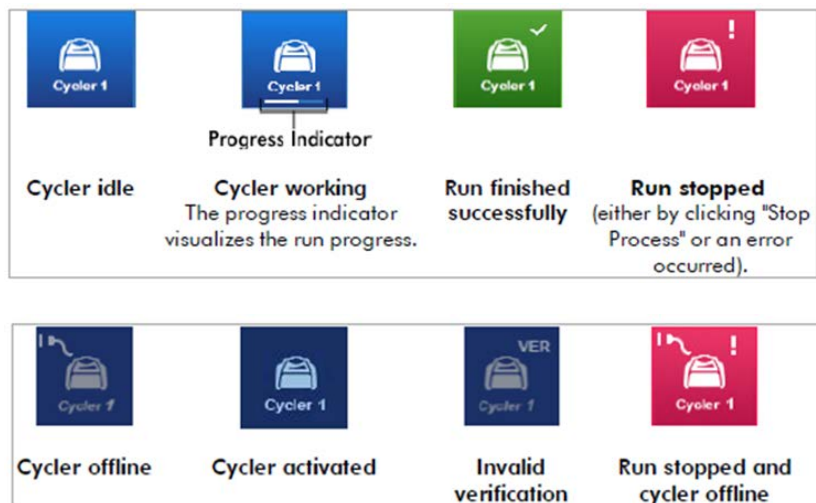 Cycler 1
Cycler 1
Cycler 1
!
Cycler 1
Progress Indicator
Cycler idle
Cycler working
The progress indicator
visualizes the run progress.
Run finished
successfully
Run stopped
(either by clicking "Stop
Process" or an error
occurred).
Cycler 1
Cycler 1
VER
Cycler 1
!
Cycler 1
Cycler offline
Cycler activated
Invalid
verification
Run stopped and
cycler offline